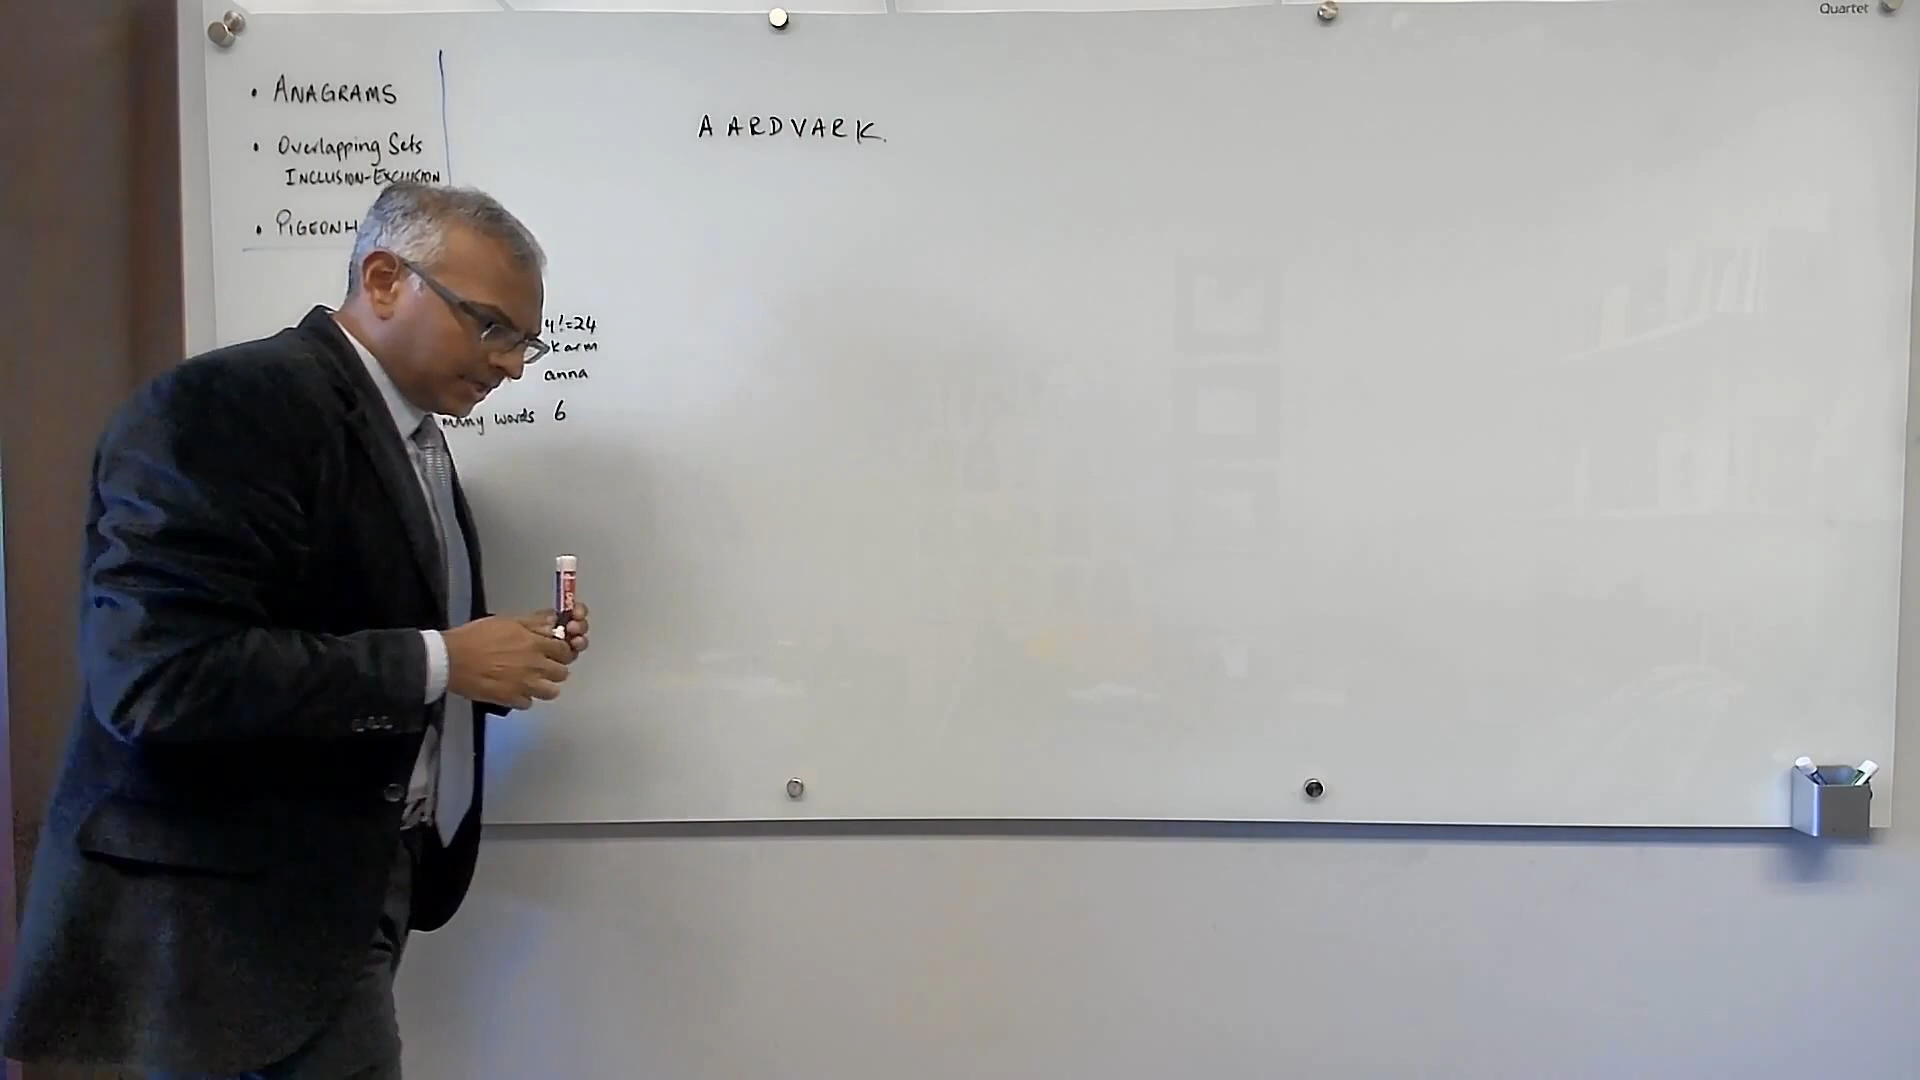 Quartet
• ANAGRAMS
• Overlapping Sets
INCLUSION-EXCLUSION
• PIGEONH
AARDVARK.
4!=24
karm
anna
many words 6